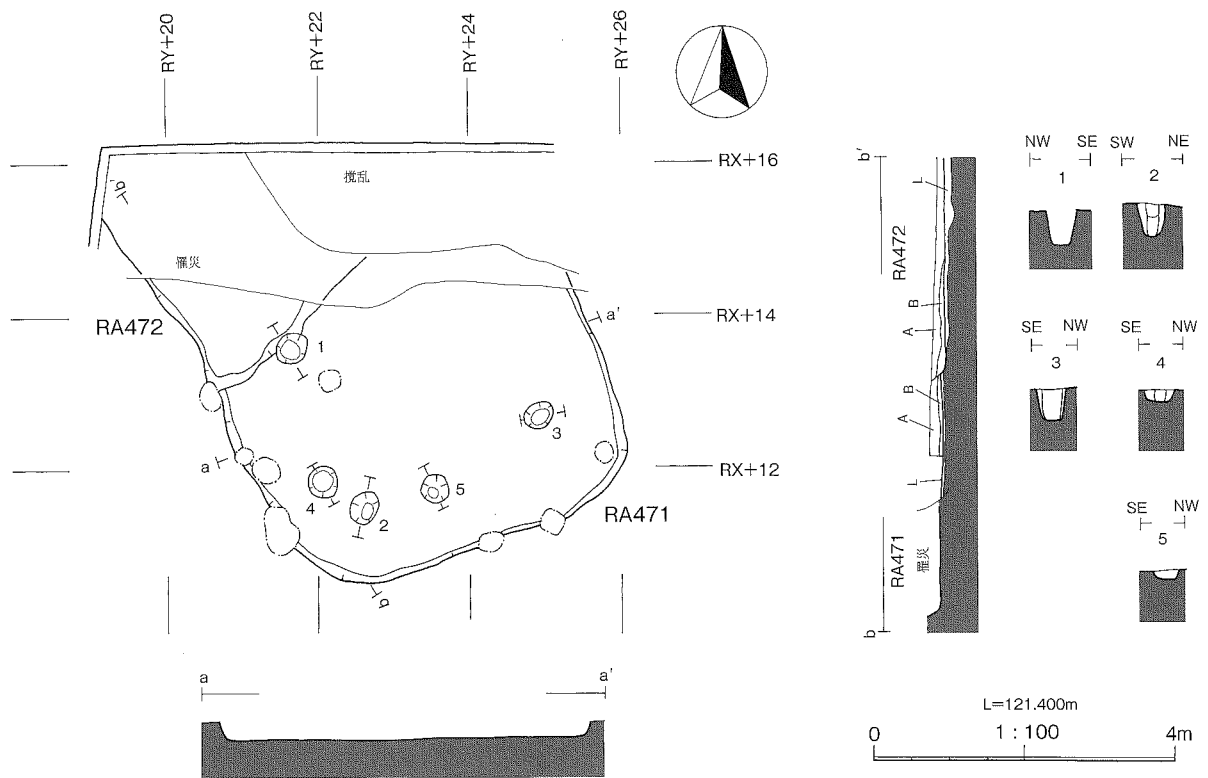 RY+20
RY+22
RY+24
RY+26
RX+16
RX+14
RX+12
攪乱
罹災
b'
RA472
a'
1
3
a
4
2
5
RA471
b
a
a'
b'
RA472
L
B
A
B
A
L
RA471
罹災
b
NW SE
1
SW NE
2
SE NW
3
SE NW
4
SE NW
5
L=121.400m
0 1:100 4m